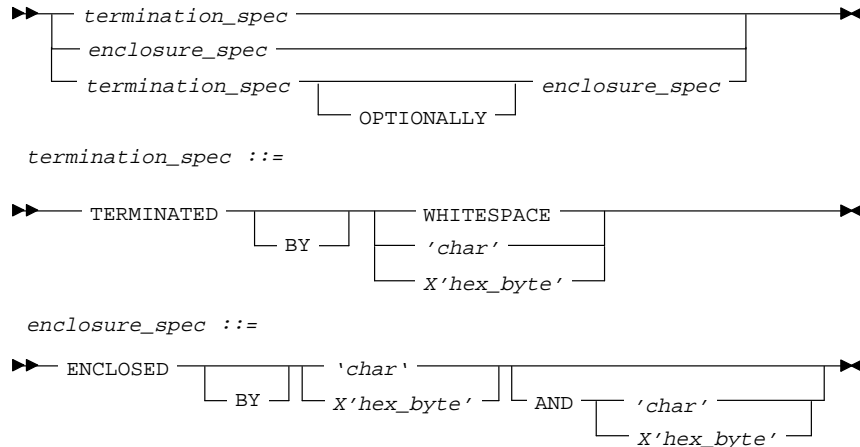 termination_spec
enclosure_spec
termination_spec enclosure_spec
OPTIONALLY
termination_spec ::=
TERMINATED WHITESPACE
BY 'char'
X'hex_byte'
enclosure_spec ::=
ENCLOSED ‘char‘
BY X'hex_byte' AND 'char'
X'hex_byte'